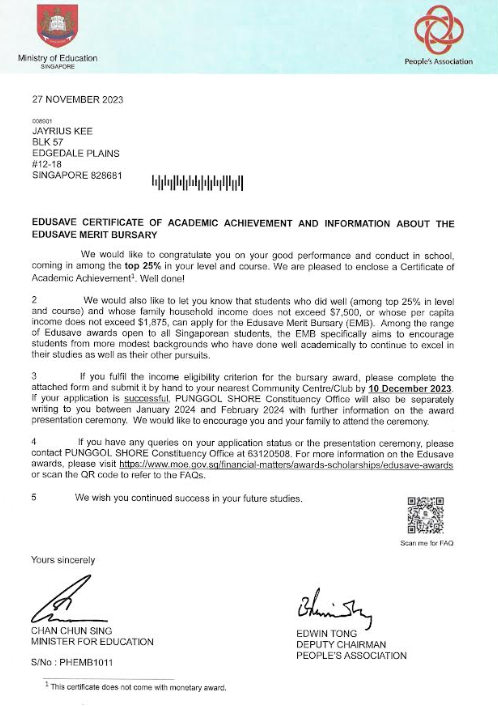 Ministry of Education
SINGAPORE
People's Association
27 NOVEMBER 2023
008901
JAYRIUS KEE
BLK 57
EDGEDALE PLAINS
#12-18
SINGAPORE 828681
EDUSAVE CERTIFICATE OF ACADEMIC ACHIEVEMENT AND INFORMATION ABOUT THE
EDUSAVE MERIT BURSARY
We would like to congratulate you on your good performance and conduct in school,
coming in among the top 25% in your level and course. We are pleased to enclose a Certificate of
Academic Achievement1. Well done!
2 We would also like to let you know that students who did well (among top 25% in level
and course) and whose family household income does not exceed $7,500, or whose per capita
income does not exceed $1,875, can apply for the Edusave Merit Bursary (EMB). Among the range
of Edusave awards open to all Singaporean students, the EMB specifically aims to encourage
students from more modest backgrounds who have done well academically to continue to excel in
their studies as well as their other pursuits.
3 If you fulfil the income eligibility criterion for the bursary award, please complete the
attached form and submit it by hand to your nearest Community Centre/Club by 10 December 2023.
If your application is successful, PUNGGOL SHORE Constituency Office will also be separately
writing to you between January 2024 and February 2024 with further information on the award
presentation ceremony. We would like to encourage you and your family to attend the ceremony.
4 If you have any queries on your application status or the presentation ceremony, please
contact PUNGGOL SHORE Constituency Office at 63120508. For more information on the Edusave
awards, please visit https://www.moe.gov.sg/financial-matters/awards-scholarships/edusave-awards
or scan the QR code to refer to the FAQs.
5 We wish you continued success in your future studies.
Scan me for FAQ
Yours sincerely
CHAN CHUN SING
MINISTER FOR EDUCATION
EDWIN TONG
DEPUTY CHAIRMAN
PEOPLE'S ASSOCIATION
S/No : PHEMB1011
1 This certificate does not come with monetary award.